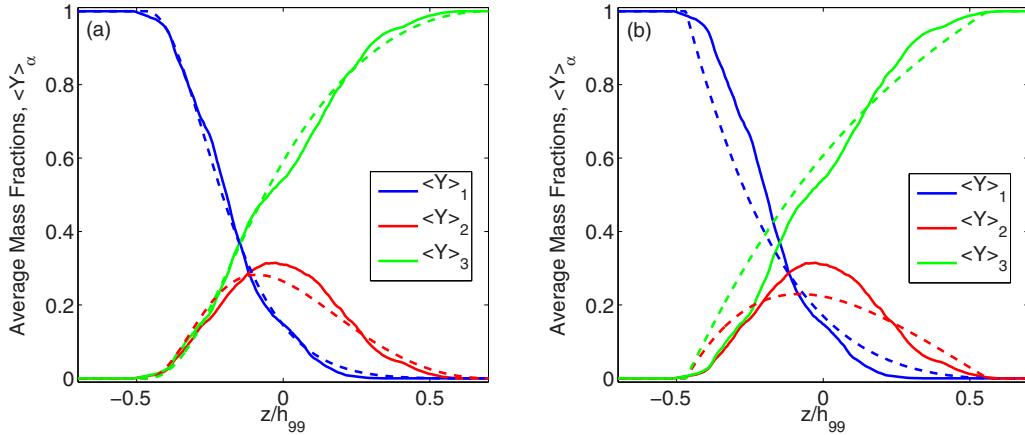 (a)
Average Mass Fractions, <Y>α
1
0.8
0.6
0.4
0.2
0
−0.5
0
0.5
z/h99
<Y>1
<Y>2
<Y>3
(b)
Average Mass Fractions, <Y>α
1
0.8
0.6
0.4
0.2
0
−0.5
0
0.5
z/h99
<Y>1
<Y>2
<Y>3